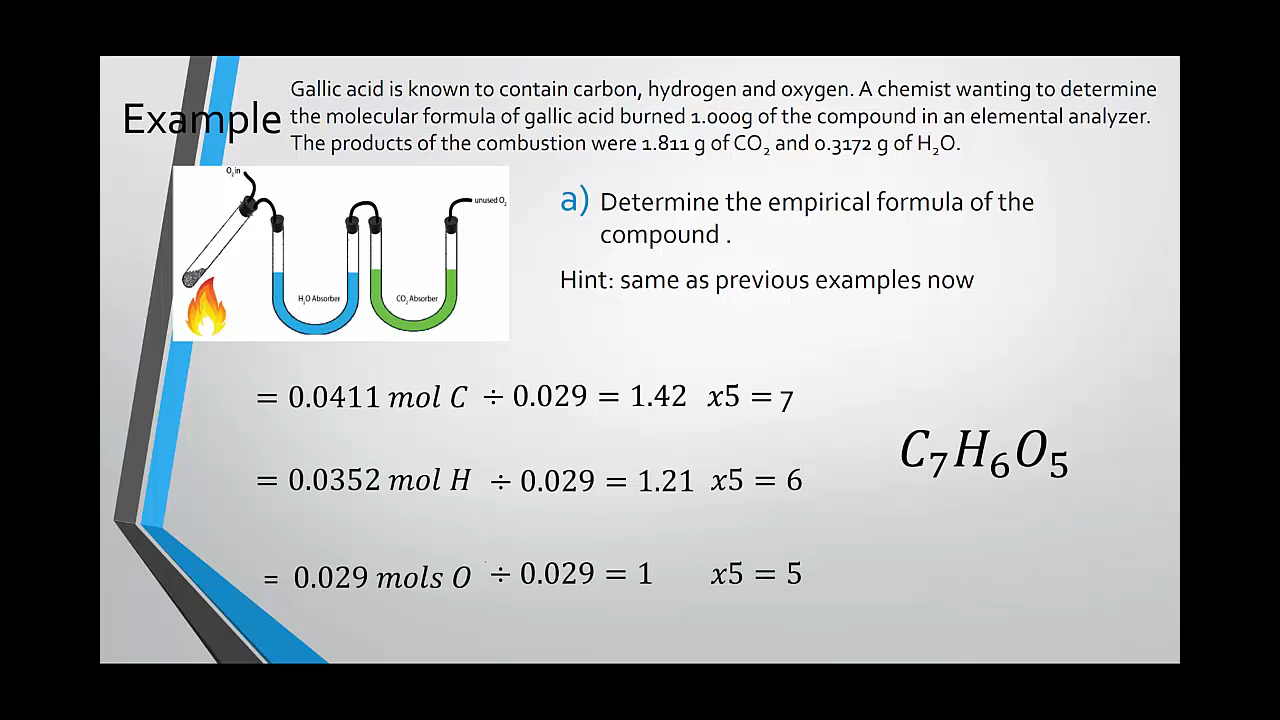 Example
Gallic acid is known to contain carbon, hydrogen and oxygen. A chemist wanting to determine
the molecular formula of gallic acid burned 1.000g of the compound in an elemental analyzer.
The products of the combustion were 1.811 g of CO₂ and 0.3172 g of H₂O.
O₂ in
unused O₂
H₂O Absorber
CO₂ Absorber
a) Determine the empirical formula of the
compound .
Hint: same as previous examples now
= 0.0411 mol C ÷ 0.029 = 1.42 x5 = 7
= 0.0352 mol H ÷ 0.029 = 1.21 x5 = 6
= 0.029 mols O ÷ 0.029 = 1 x5 = 5
C₇H₆O₅